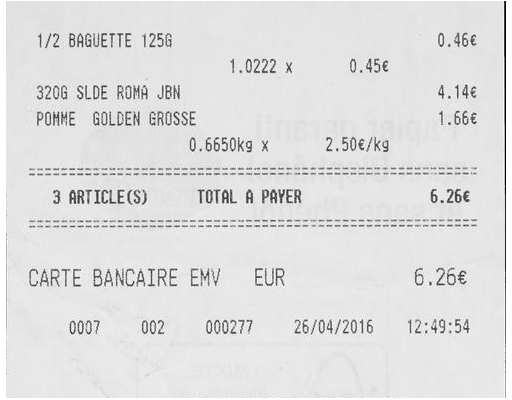 1/2 BAGUETTE 125G 0.46€
1.0222 x 0.45€
320G SLDE ROMA JBN 4.14€
POMME GOLDEN GROSSE 1.66€
0.6650kg x 2.50€/kg
==================================================
3 ARTICLE(S) TOTAL A PAYER 6.26€
==================================================
CARTE BANCAIRE EMV EUR 6.26€
0007 002 000277 26/04/2016 12:49:54